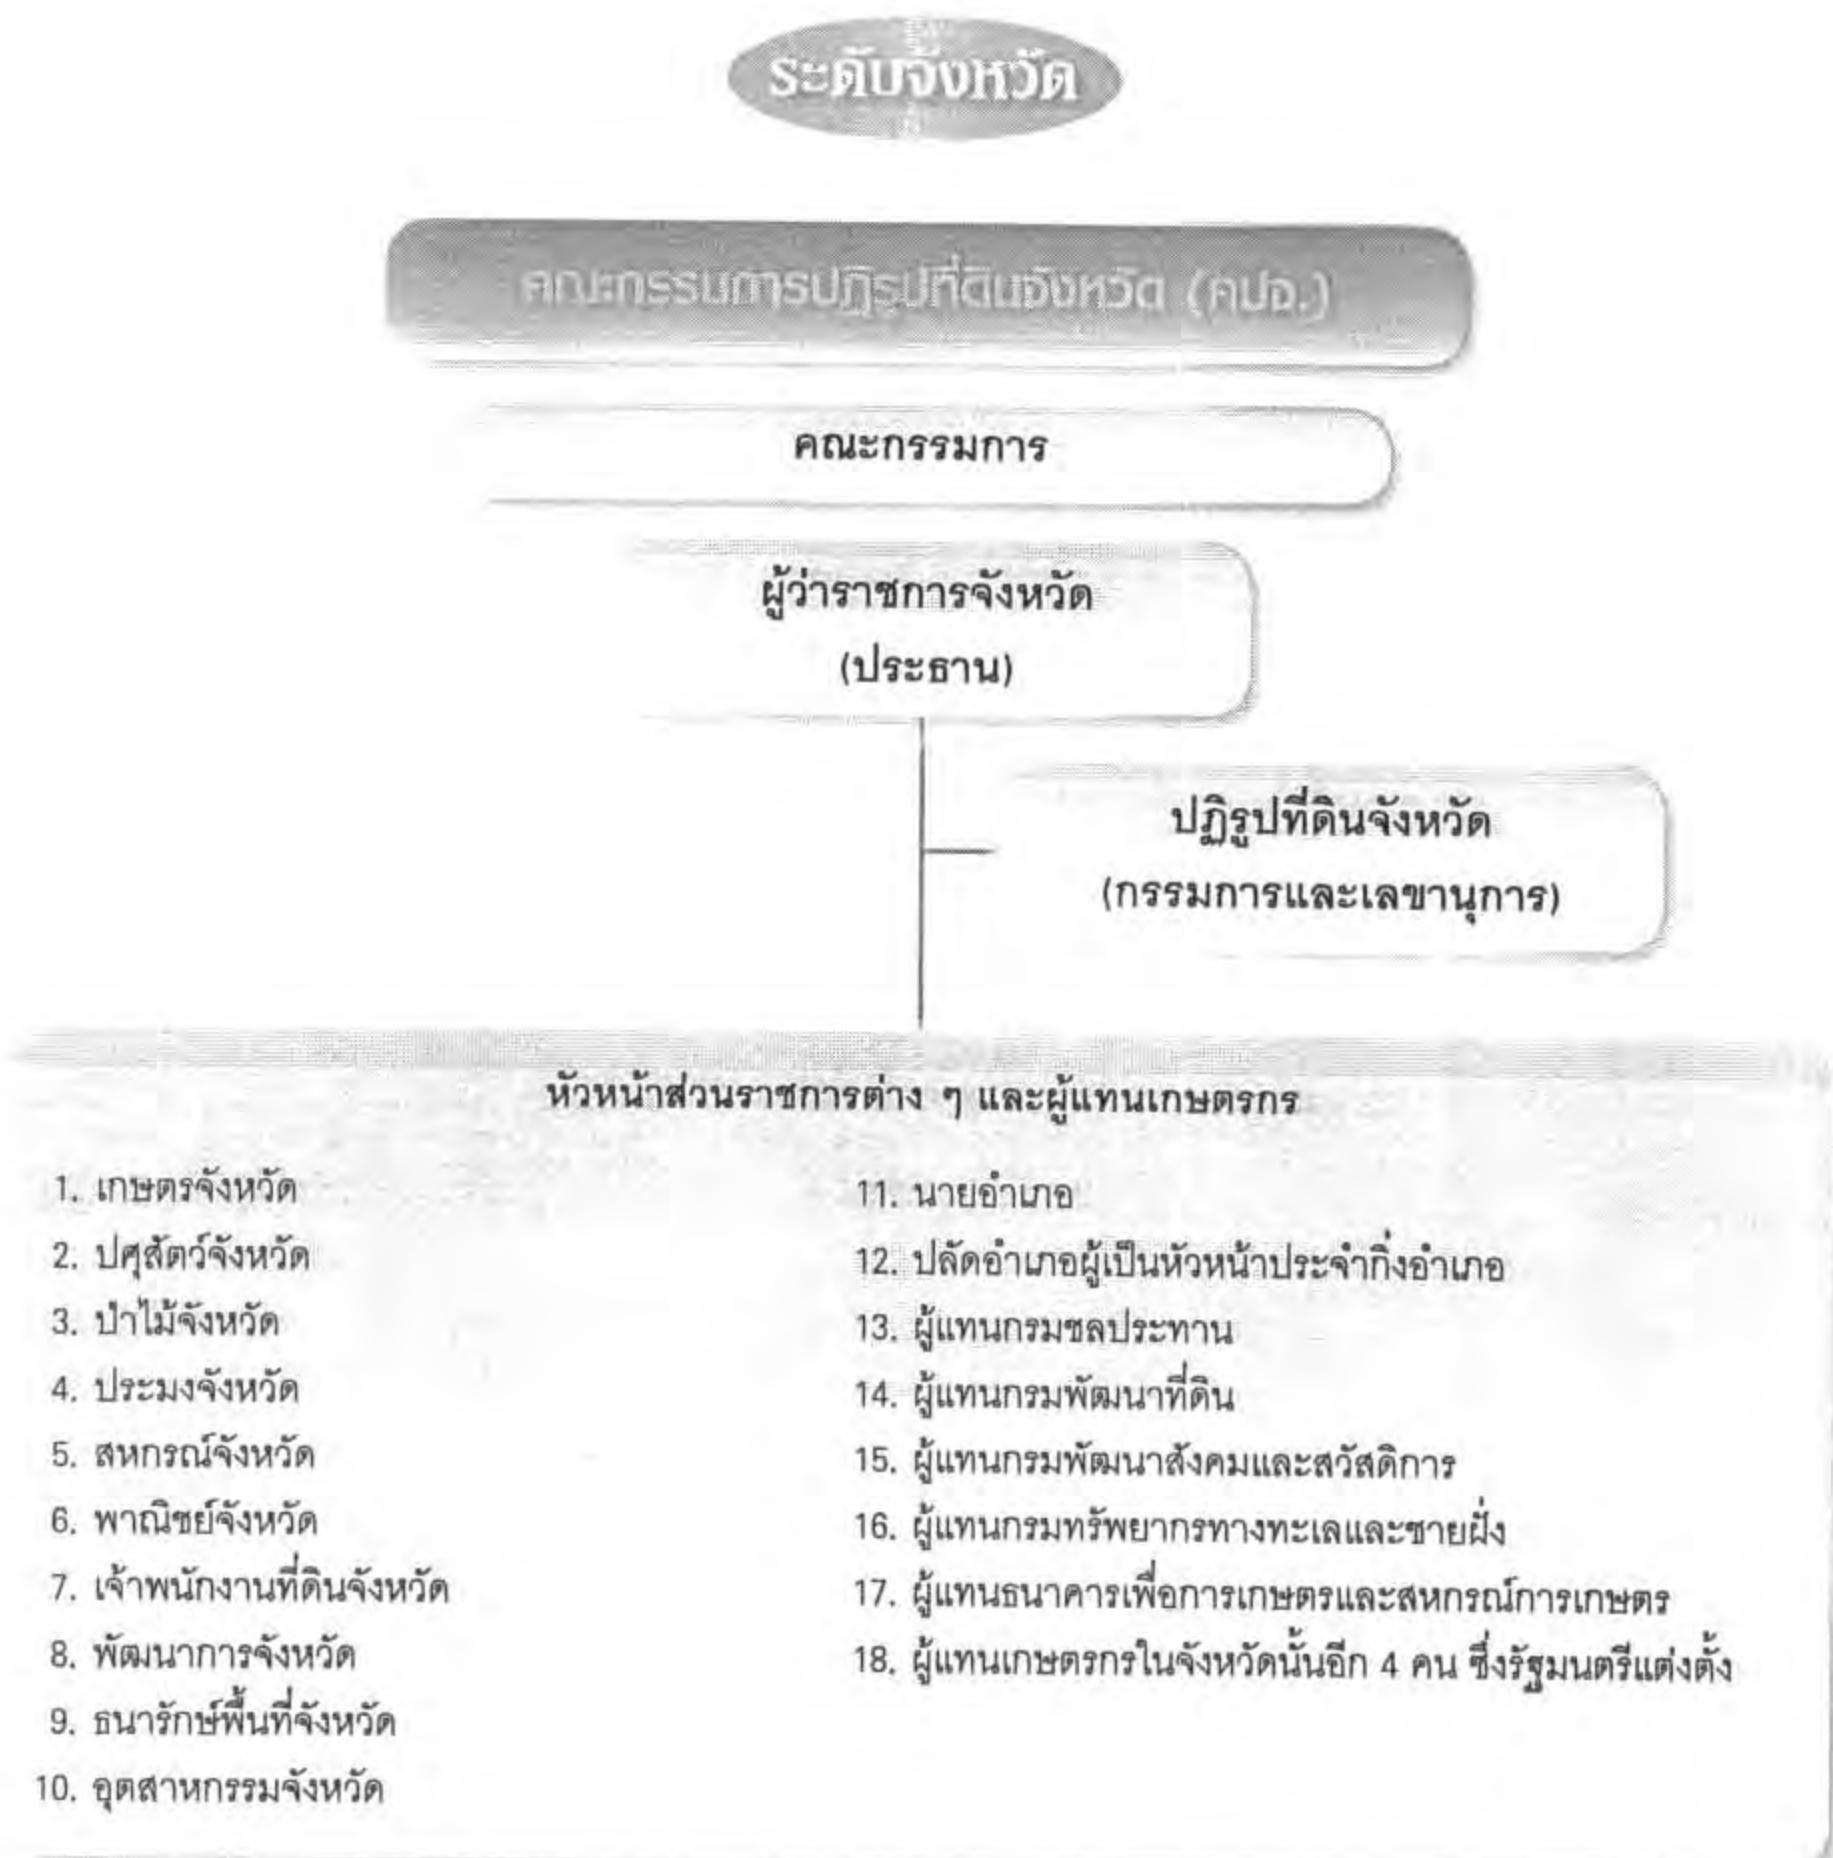 ระดับจังหวัด
คณะกรรมการปฏิรูปที่ดินจังหวัด (คปจ.)
คณะกรรมการ
ผู้ว่าราชการจังหวัด
(ประธาน)
ปฏิรูปที่ดินจังหวัด
(กรรมการและเลขานุการ)
หัวหน้าส่วนราชการต่าง ๆ และผู้แทนเกษตรกร
1. เกษตรจังหวัด
2. ปศุสัตว์จังหวัด
3. ป่าไม้จังหวัด
4. ประมงจังหวัด
5. สหกรณ์จังหวัด
6. พาณิชย์จังหวัด
7. เจ้าพนักงานที่ดินจังหวัด
8. พัฒนาการจังหวัด
9. ธนารักษ์พื้นที่จังหวัด
10. อุตสาหกรรมจังหวัด
11. นายอำเภอ
12. ปลัดอำเภอผู้เป็นหัวหน้าประจำกิ่งอำเภอ
13. ผู้แทนกรมชลประทาน
14. ผู้แทนกรมพัฒนาที่ดิน
15. ผู้แทนกรมพัฒนาสังคมและสวัสดิการ
16. ผู้แทนกรมทรัพยากรทางทะเลและชายฝั่ง
17. ผู้แทนธนาคารเพื่อการเกษตรและสหกรณ์การเกษตร
18. ผู้แทนเกษตรกรในจังหวัดนั้นอีก 4 คน ซึ่งรัฐมนตรีแต่งตั้ง